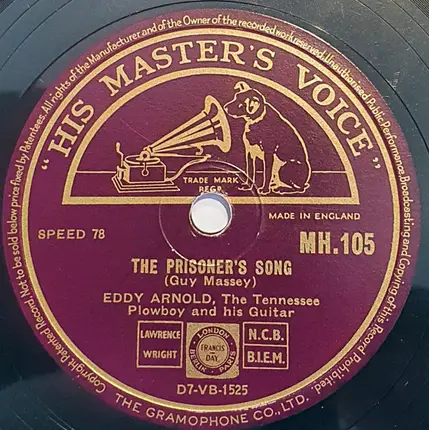 All rights of the Manufacturer and of the Owner of the recorded work reserved. Unauthorised Public Performance, Broadcasting and Copying of this Record Prohibited.
"HIS MASTER'S VOICE"
TRADE MARK
REGD.
MADE IN ENGLAND
SPEED 78
MH.105
THE PRISONER'S SONG
(Guy Massey)
EDDY ARNOLD, The Tennessee
Plowboy and his Guitar
LAWRENCE
WRIGHT
LONDON
FRANCIS
DAY
BERLIN PARIS
N.C.B.
B.I.E.M.
D7-VB-1525
Copyright. Patented Record. Not to be sold below price fixed by Patentees.
THE GRAMOPHONE CO., LTD.